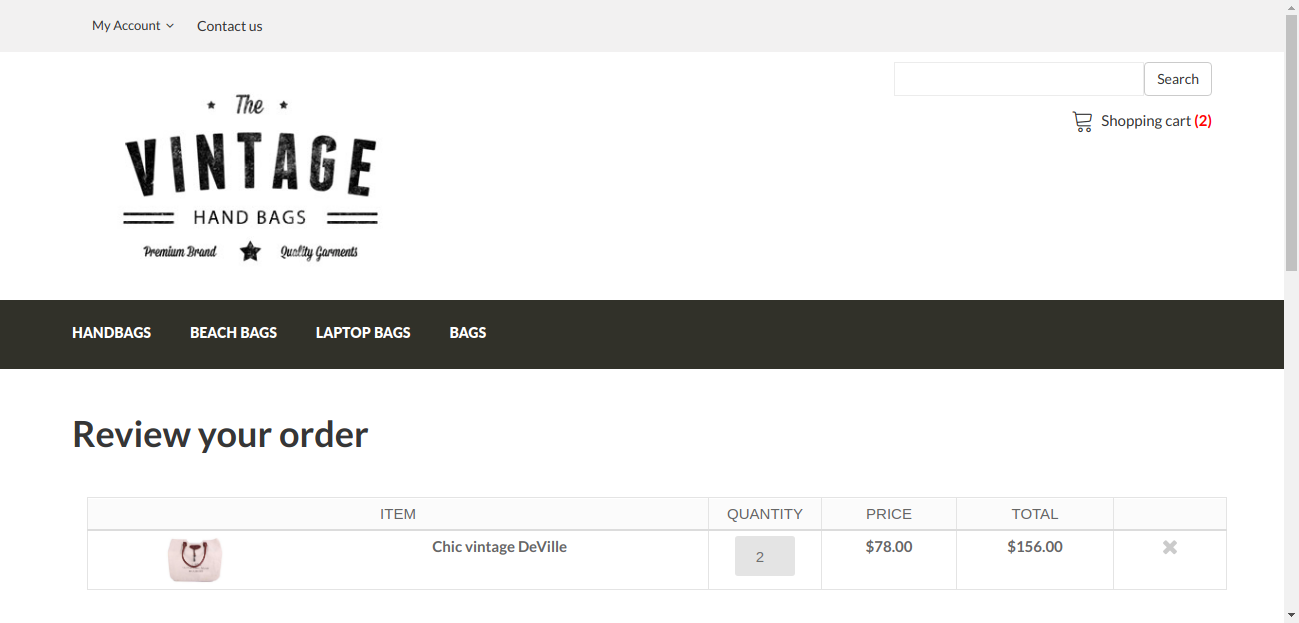 My Account Contact us
Search
Shopping cart (2)
The
VINTAGE
HAND BAGS
Premium Brand Quality Garments
HANDBAGS BEACH BAGS LAPTOP BAGS BAGS
Review your order
ITEM QUANTITY PRICE TOTAL
Chic vintage DeVille 2 $78.00 $156.00